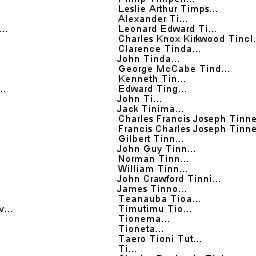 Leslie Arthur Timps...
Alexander Ti...
Leonard Edward Ti...
Charles Knox Kirkwood Tincl.
Clarence Tinda...
John Tinda...
George McCabe Tind...
Kenneth Tin...
Edward Ting...
John Ti...
Jack Tinima...
Charles Francis Joseph Tinne
Francis Charles Joseph Tinne
Gilbert Tinn...
John Guy Tinn...
Norman Tinn...
William Tinn...
John Crawford Tinni...
James Tinno...
Teanauba Tioa...
v...
Timutimu Tio...
Tionema...
Tioneta...
Taero Tioni Tut...
Ti...